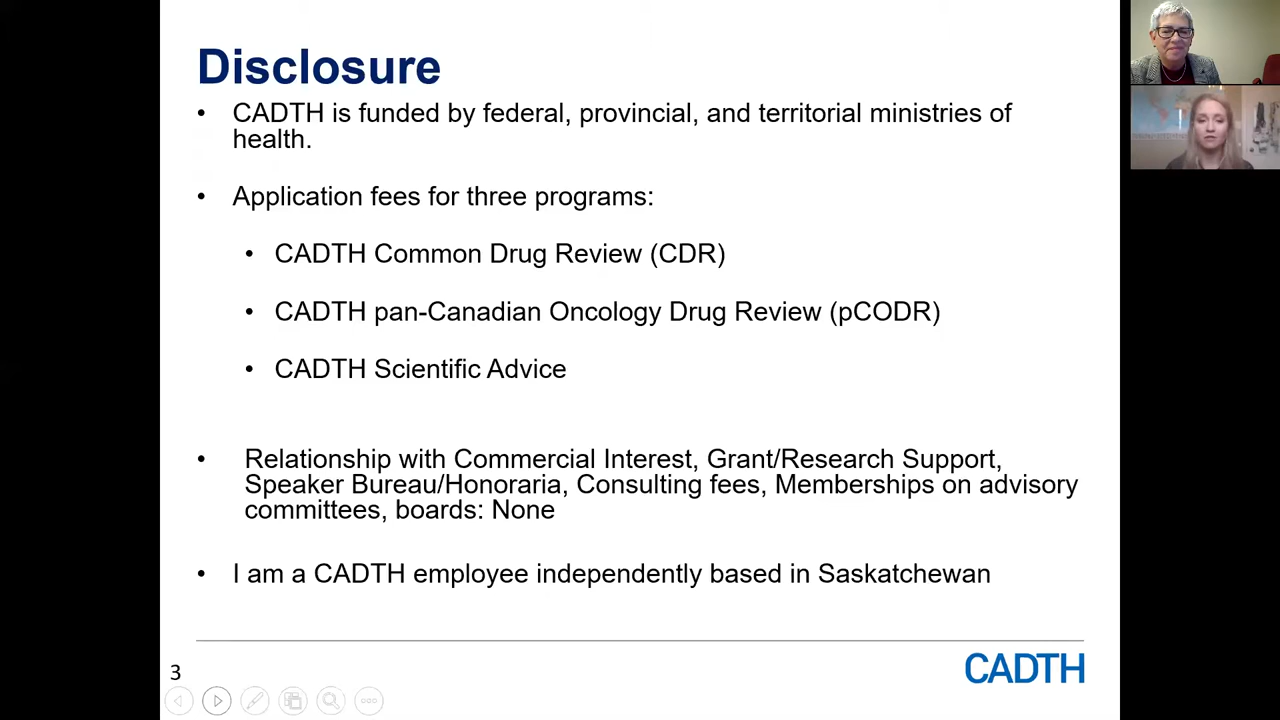 Disclosure
• CADTH is funded by federal, provincial, and territorial ministries of
health.
• Application fees for three programs:
• CADTH Common Drug Review (CDR)
• CADTH pan-Canadian Oncology Drug Review (pCODR)
• CADTH Scientific Advice
• Relationship with Commercial Interest, Grant/Research Support,
Speaker Bureau/Honoraria, Consulting fees, Memberships on advisory
committees, boards: None
• I am a CADTH employee independently based in Saskatchewan
3
CADTH